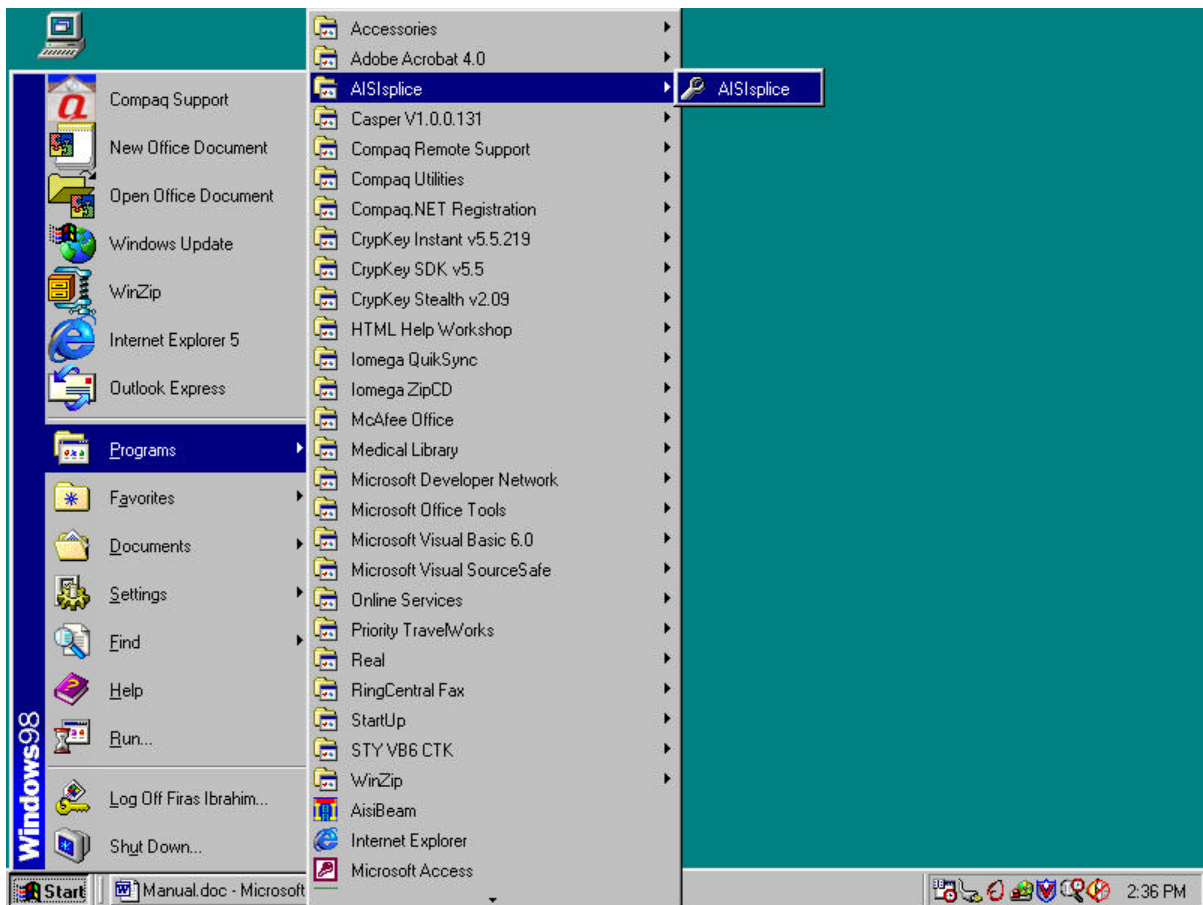 Compaq Support
New Office Document
Open Office Document
Windows Update
WinZip
Internet Explorer 5
Outlook Express
Programs
Favorites
Documents
Settings
Find
Help
Run...
Log Off Firas Ibrahim...
Shut Down...
Windows98
Accessories
Adobe Acrobat 4.0
AISIsplice
Casper V1.0.0.131
Compaq Remote Support
Compaq Utilities
Compaq.NET Registration
CrypKey Instant v5.5.219
CrypKey SDK v5.5
CrypKey Stealth v2.09
HTML Help Workshop
Iomega QuikSync
Iomega ZipCD
McAfee Office
Medical Library
Microsoft Developer Network
Microsoft Office Tools
Microsoft Visual Basic 6.0
Microsoft Visual SourceSafe
Online Services
Priority TravelWorks
Real
RingCentral Fax
StartUp
STY VB6 CTK
WinZip
AisiBeam
Internet Explorer
Microsoft Access
AISIsplice
Start
Manual.doc - Microsoft
2:36 PM